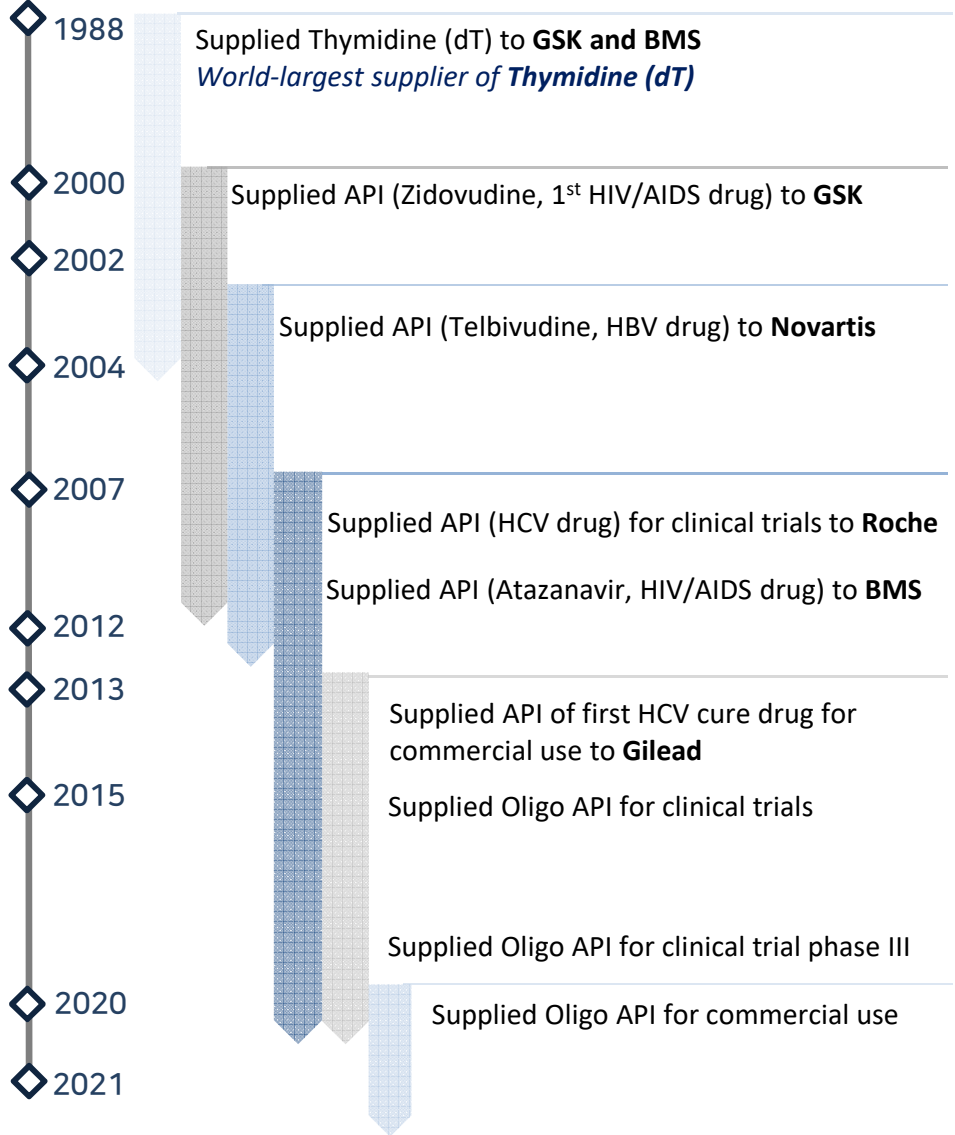 1988
Supplied Thymidine (dT) to GSK and BMS
World-largest supplier of Thymidine (dT)
2000
Supplied API (Zidovudine, 1st HIV/AIDS drug) to GSK
2002
Supplied API (Telbivudine, HBV drug) to Novartis
2004
2007
Supplied API (HCV drug) for clinical trials to Roche
Supplied API (Atazanavir, HIV/AIDS drug) to BMS
2012
2013
Supplied API of first HCV cure drug for
commercial use to Gilead
2015
Supplied Oligo API for clinical trials
Supplied Oligo API for clinical trial phase III
2020
Supplied Oligo API for commercial use
2021